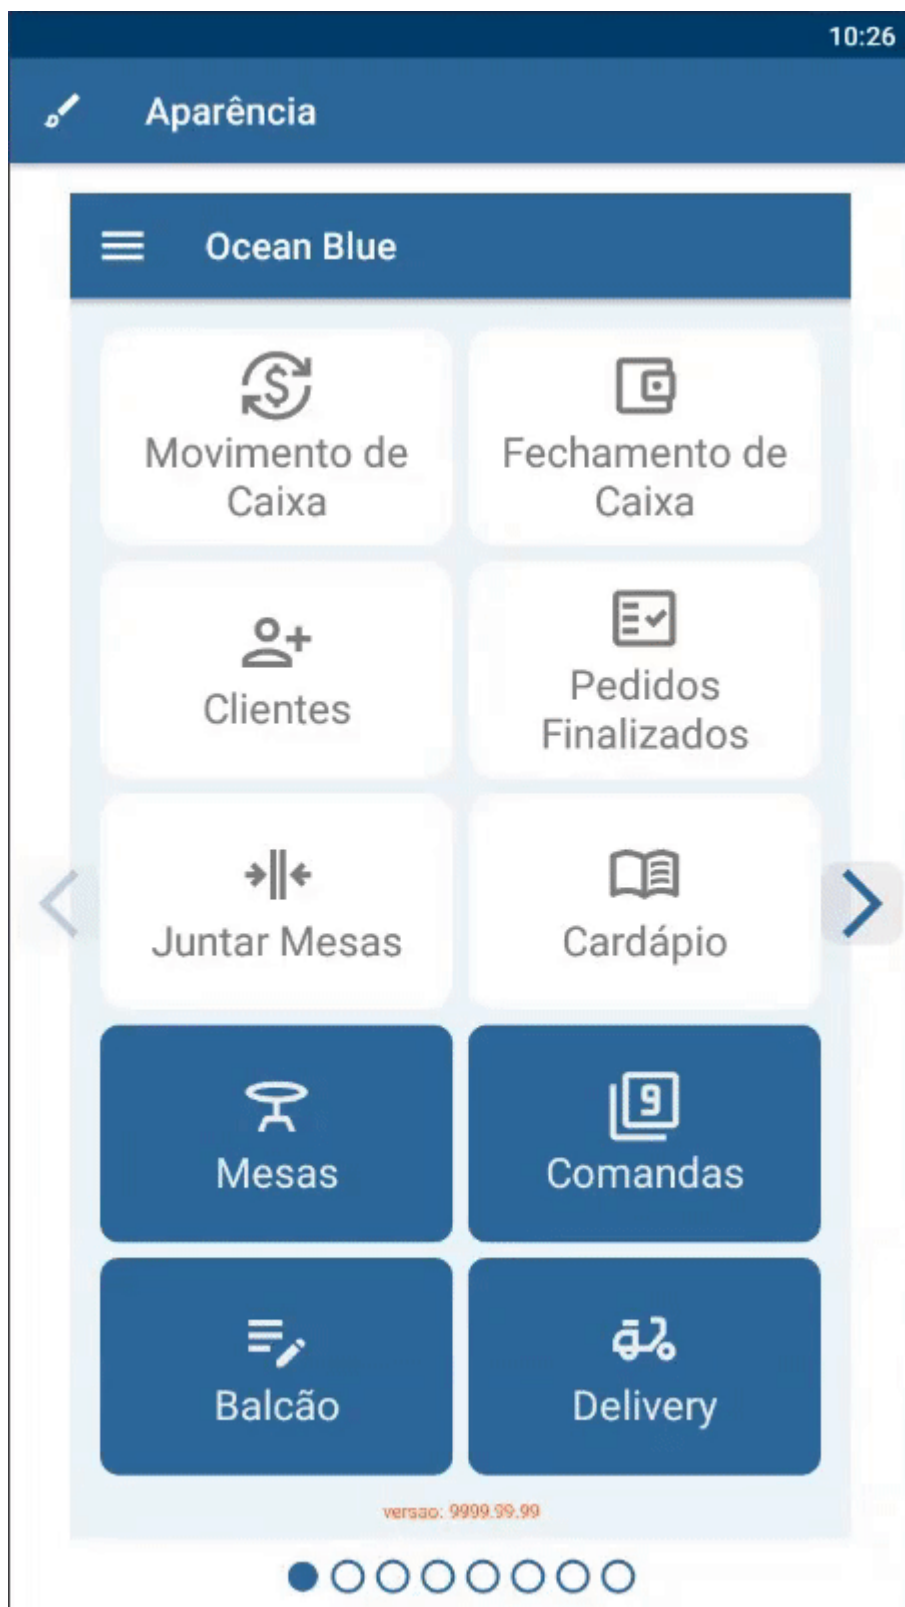 10:26
Aparência
Ocean Blue
Movimento de
Caixa
Fechamento de
Caixa
Clientes
Pedidos
Finalizados
Juntar Mesas
Cardápio
Mesas
9
Comandas
Balcão
Delivery
versao: 9999.99.99